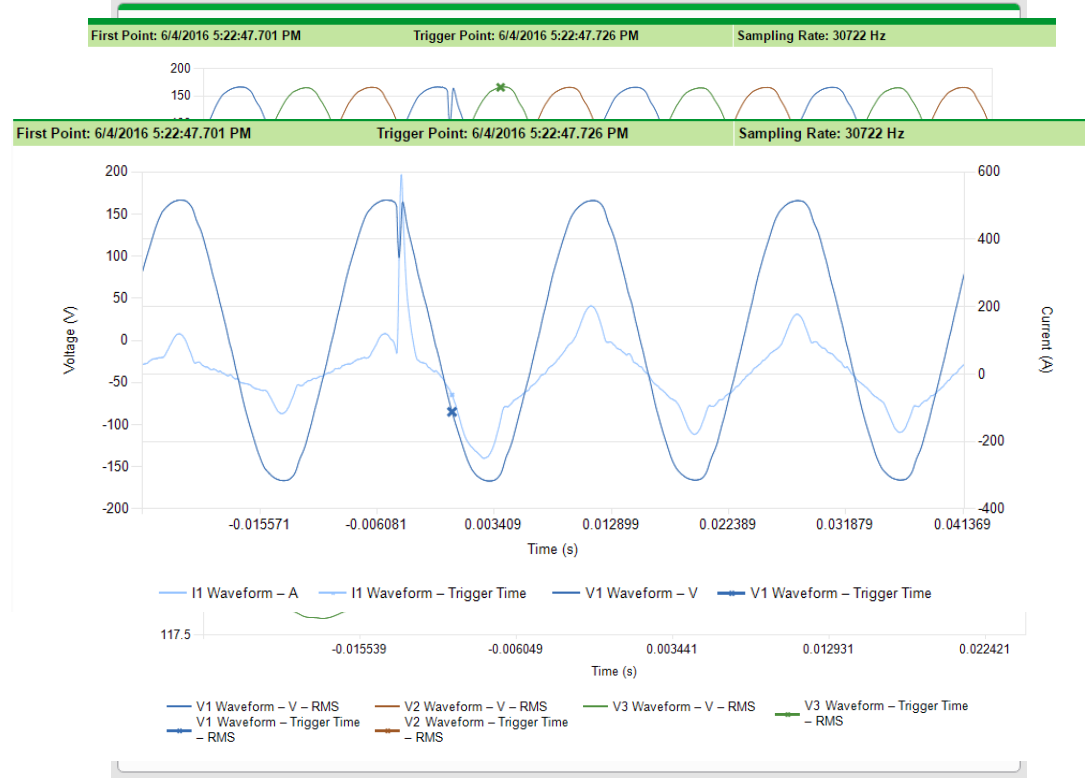 First Point: 6/4/2016 5:22:47.701 PM Trigger Point: 6/4/2016 5:22:47.726 PM Sampling Rate: 30722 Hz
200
150
First Point: 6/4/2016 5:22:47.701 PM Trigger Point: 6/4/2016 5:22:47.726 PM Sampling Rate: 30722 Hz
200 600
150
400
100
50
200
0
0
-50
-100
-150
-200
-200 -400
Voltage (V)
Current (A)
-0.015571 -0.006081 0.003409 0.012899 0.022389 0.031879 0.041369
Time (s)
I1 Waveform – A I1 Waveform – Trigger Time V1 Waveform – V V1 Waveform – Trigger Time
117.5
-0.015539 -0.006049 0.003441 0.012931 0.022421
Time (s)
V1 Waveform – V – RMS V2 Waveform – V – RMS V3 Waveform – V – RMS V3 Waveform – Trigger Time
– RMS
V1 Waveform – Trigger Time V2 Waveform – Trigger Time
– RMS – RMS